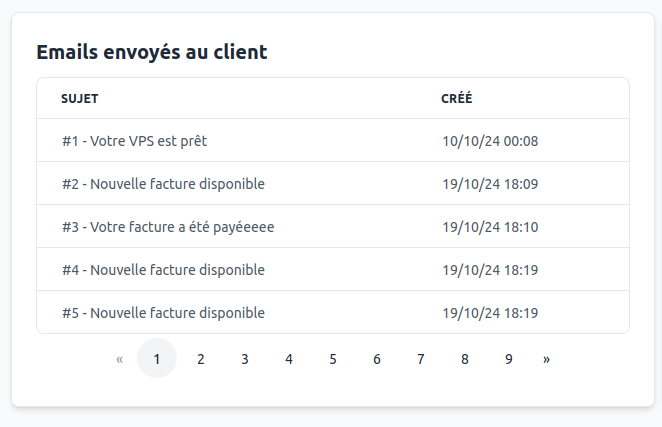 Emails envoyés au client
SUJET CRÉÉ
#1 - Votre VPS est prêt 10/10/24 00:08
#2 - Nouvelle facture disponible 19/10/24 18:09
#3 - Votre facture a été payéeeee 19/10/24 18:10
#4 - Nouvelle facture disponible 19/10/24 18:19
#5 - Nouvelle facture disponible 19/10/24 18:19
« 1 2 3 4 5 6 7 8 9 »